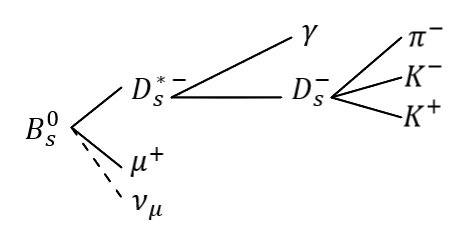 γ
π⁻
D_s^{*-}
D_s^-
K⁻
B_s^0
K⁺
μ⁺
ν_μ